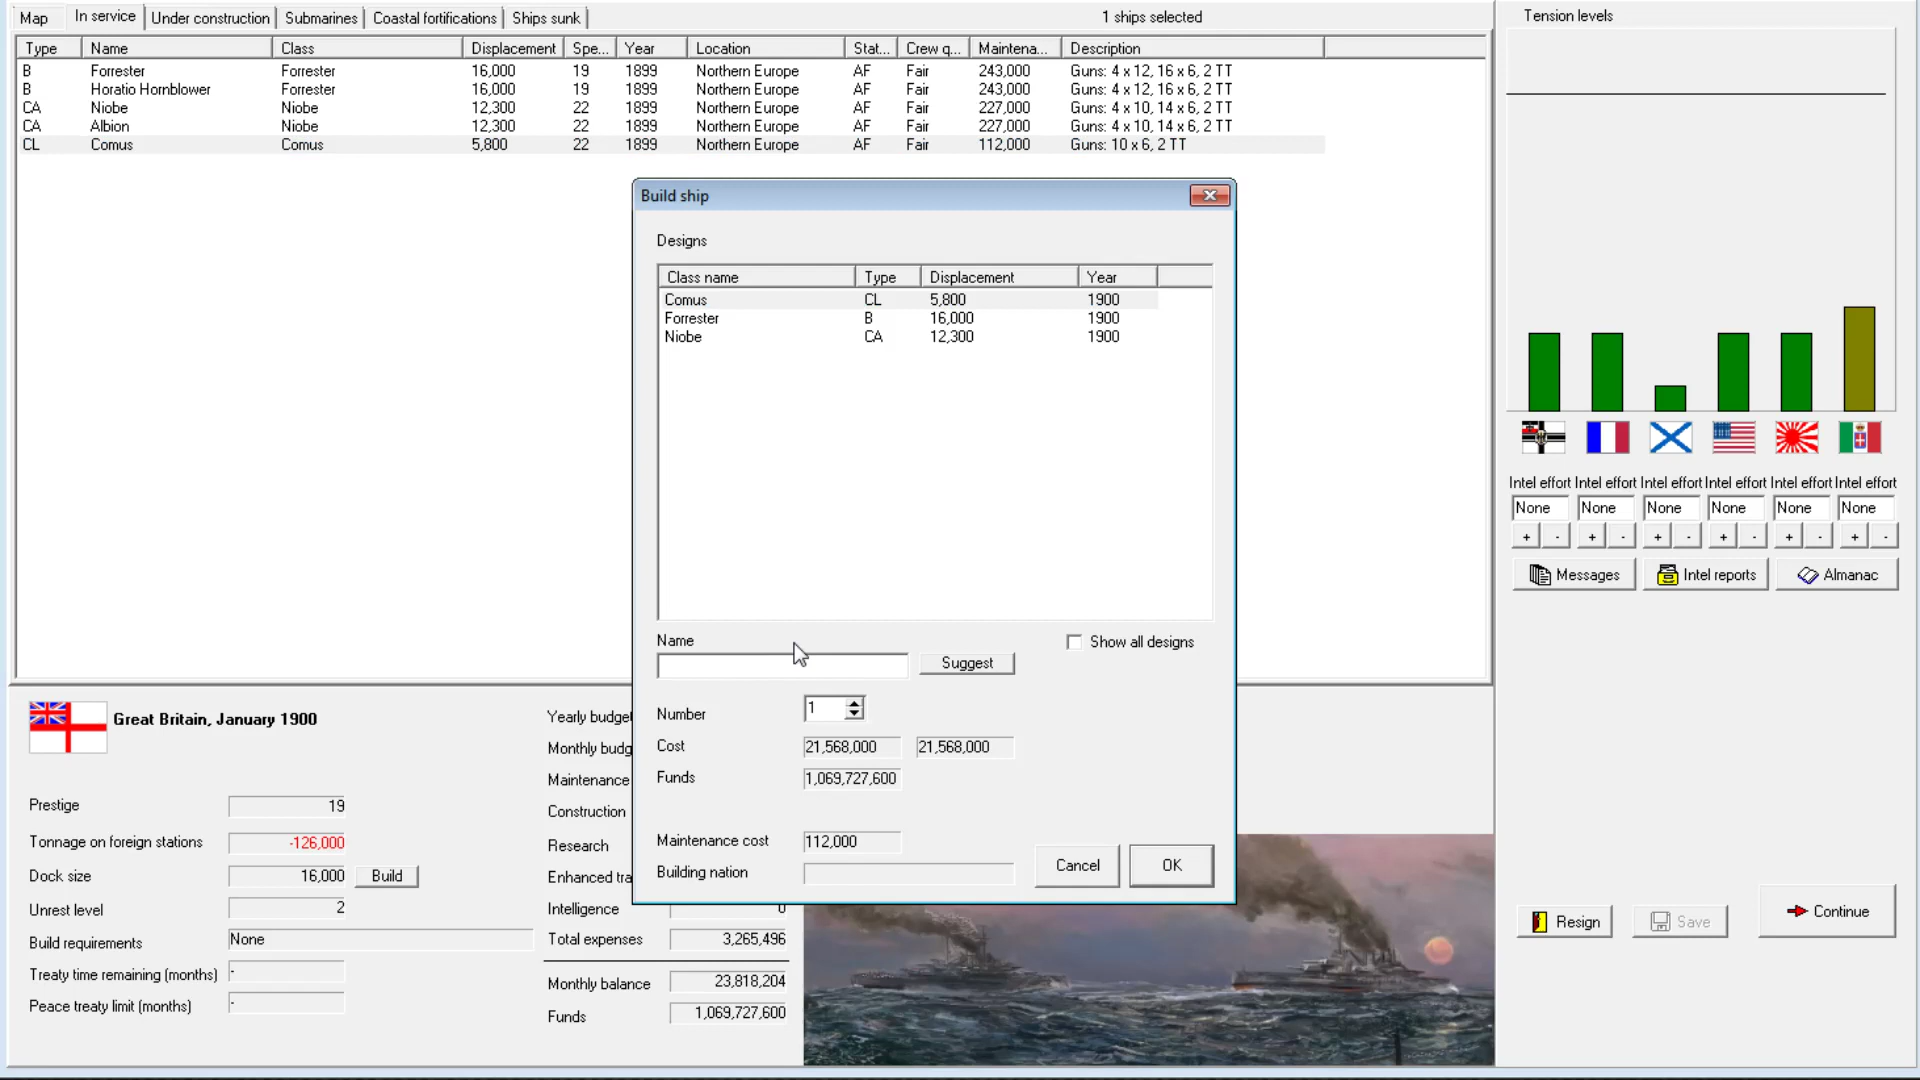 Map In service Under construction Submarines Coastal fortifications Ships sunk 1 ships selected
Type Name Class Displacement Spe... Year Location Stat... Crew q... Maintena... Description
B Forrester Forrester 16,000 19 1899 Northern Europe AF Fair 243,000 Guns: 4 x 12, 16 x 6, 2 TT
B Horatio Hornblower Forrester 16,000 19 1899 Northern Europe AF Fair 243,000 Guns: 4 x 12, 16 x 6, 2 TT
CA Niobe Niobe 12,300 22 1899 Northern Europe AF Fair 227,000 Guns: 4 x 10, 14 x 6, 2 TT
CA Albion Niobe 12,300 22 1899 Northern Europe AF Fair 227,000 Guns: 4 x 10, 14 x 6, 2 TT
CL Comus Comus 5,800 22 1899 Northern Europe AF Fair 112,000 Guns: 10 x 6, 2 TT
Build ship
Designs
Class name Type Displacement Year
Comus CL 5,800 1900
Forrester B 16,000 1900
Niobe CA 12,300 1900
Name Show all designs
Suggest
Number 1
Cost 21,568,000 21,568,000
Funds 1,069,727,600
Maintenance cost 112,000
Building nation
Cancel OK
Great Britain, January 1900
Prestige 19
Tonnage on foreign stations -126,000
Dock size 16,000 Build
Unrest level 2
Build requirements None
Treaty time remaining (months) -
Peace treaty limit (months) -
Yearly budget
Monthly budg
Maintenance
Construction
Research
Enhanced tra
Intelligence 0
Total expenses 3,265,496
Monthly balance 23,818,204
Funds 1,069,727,600
Tension levels
Intel effort Intel effort Intel effort Intel effort Intel effort Intel effort
None None None None None None
+ - + - + - + - + - + -
Messages Intel reports Almanac
Resign Save Continue